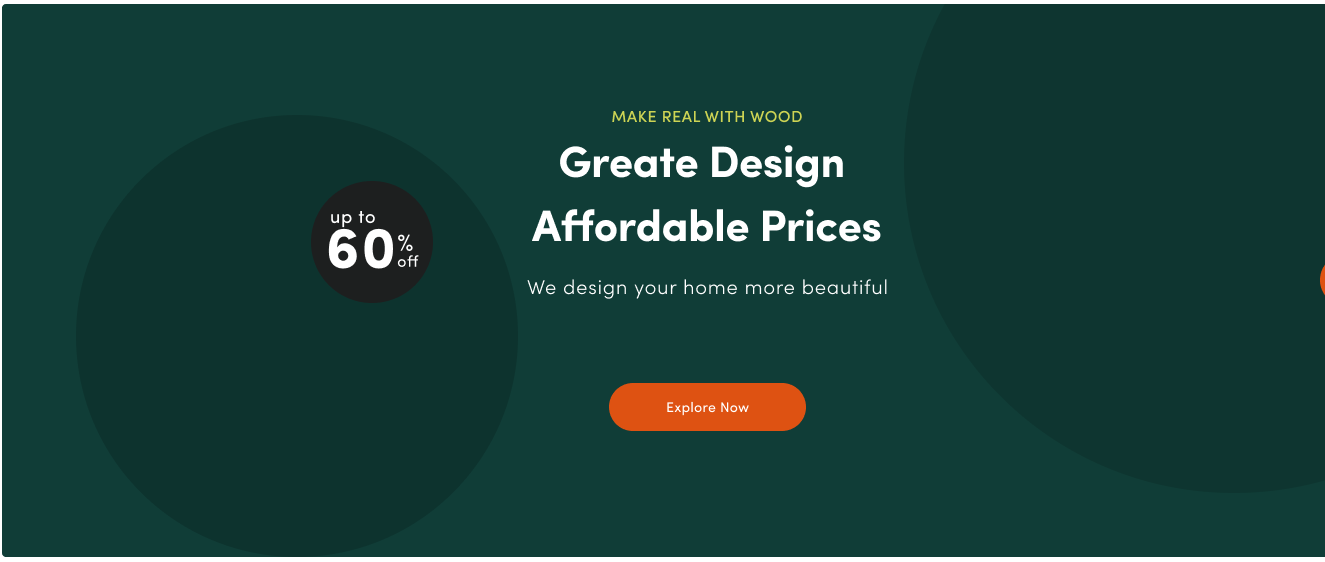 MAKE REAL WITH WOOD
Greate Design
Affordable Prices
We design your home more beautiful
up to
60%
off
Explore Now